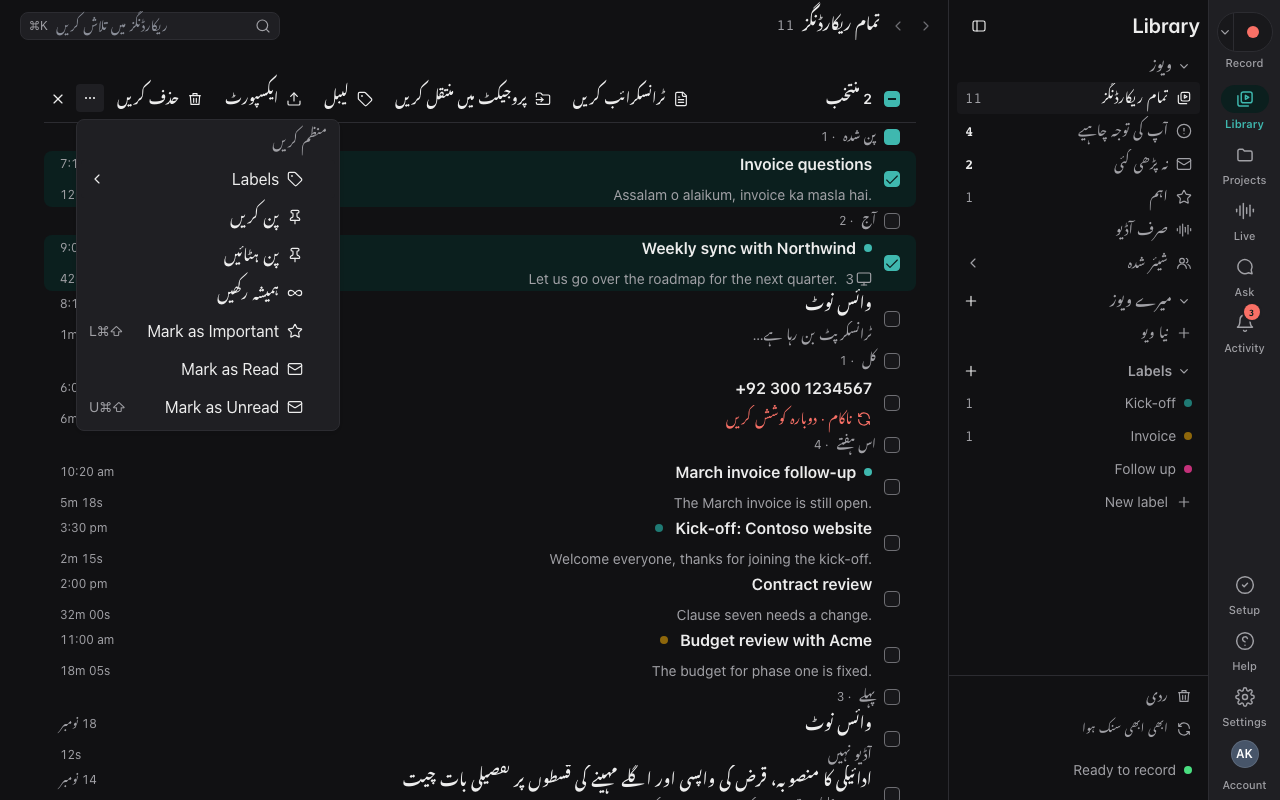 Record
Library
Projects
Live
Ask
3
Activity
Setup
Help
Settings
AK
Account
Library
ویوز
تمام ریکارڈنگز 11
آپ کی توجہ چاہیے 4
نہ پڑھی گئی 2
اہم 1
صرف آڈیو
شیئر شدہ
میرے ویوز
نیا ویو
Labels
Kick-off 1
Invoice 1
Follow up
New label
ردی
ابھی ابھی سنک ہوا
Ready to record
تمام ریکارڈنگز 11
ریکارڈنگز میں تلاش کریں ⌘K
2 منتخب
ٹرانسکرائب کریں
پروجیکٹ میں منتقل کریں
لیبل
ایکسپورٹ
حذف کریں
منظم کریں
Labels
پن کریں
پن ہٹائیں
ہمیشہ رکھیں
Mark as Important L⌘⇧
Mark as Read
Mark as Unread U⌘⇧
پن شدہ · 1
Invoice questions
Assalam o alaikum, invoice ka masla hai.
آج · 2
Weekly sync with Northwind
Let us go over the roadmap for the next quarter. 3
وائس نوٹ
ٹرانسکرپٹ بن رہا ہے...
کل · 1
+92 300 1234567
ناکام · دوبارہ کوشش کریں
اس ہفتے · 4
March invoice follow-up 10:20 am
The March invoice is still open. 5m 18s
Kick-off: Contoso website 3:30 pm
Welcome everyone, thanks for joining the kick-off. 2m 15s
Contract review 2:00 pm
Clause seven needs a change. 32m 00s
Budget review with Acme 11:00 am
The budget for phase one is fixed. 18m 05s
پہلے · 3
وائس نوٹ 18 نومبر
آڈیو نہیں 12s
ادائیگی کا منصوبہ، قرض کی واپسی اور اگلے مہینے کی قسطوں پر تفصیلی بات چیت 14 نومبر